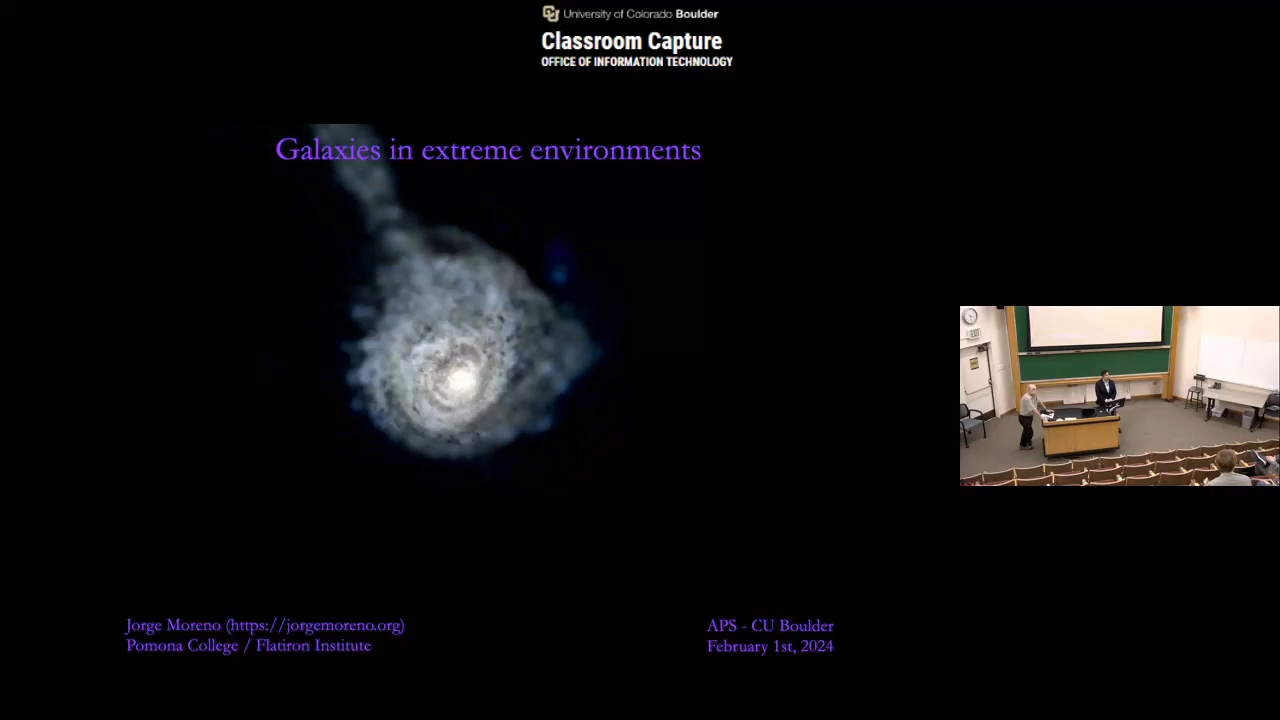 University of Colorado Boulder
Classroom Capture
OFFICE OF INFORMATION TECHNOLOGY
Galaxies in extreme environments
EXIT
Jorge Moreno (https://jorgemoreno.org)
Pomona College / Flatiron Institute
APS - CU Boulder
February 1st, 2024